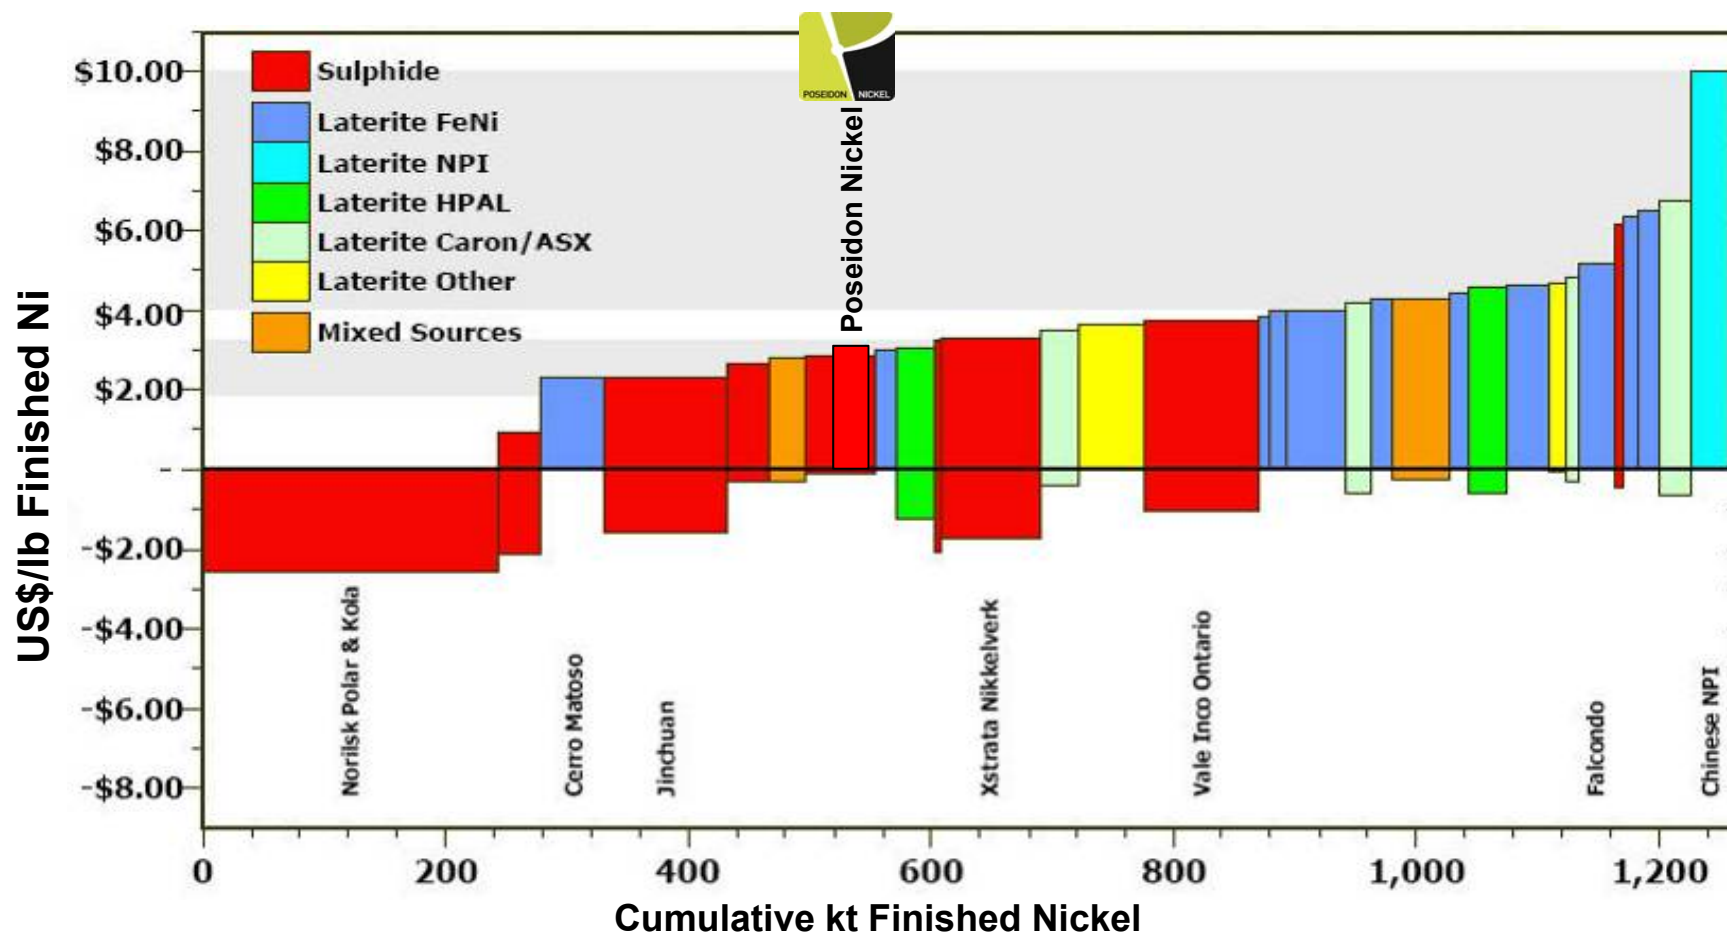 POSEIDON NICKEL
Poseidon Nickel
Sulphide
Laterite FeNi
Laterite NPI
Laterite HPAL
Laterite Caron/ASX
Laterite Other
Mixed Sources
US$/lb Finished Ni
$10.00
$8.00
$6.00
$4.00
$2.00
-
-$2.00
-$4.00
-$6.00
-$8.00
Norilsk Polar & Kola
Cerro Matoso
Jinchuan
Xstrata Nikkelverk
Vale Inco Ontario
Falcondo
Chinese NPI
0 200 400 600 800 1,000 1,200
Cumulative kt Finished Nickel